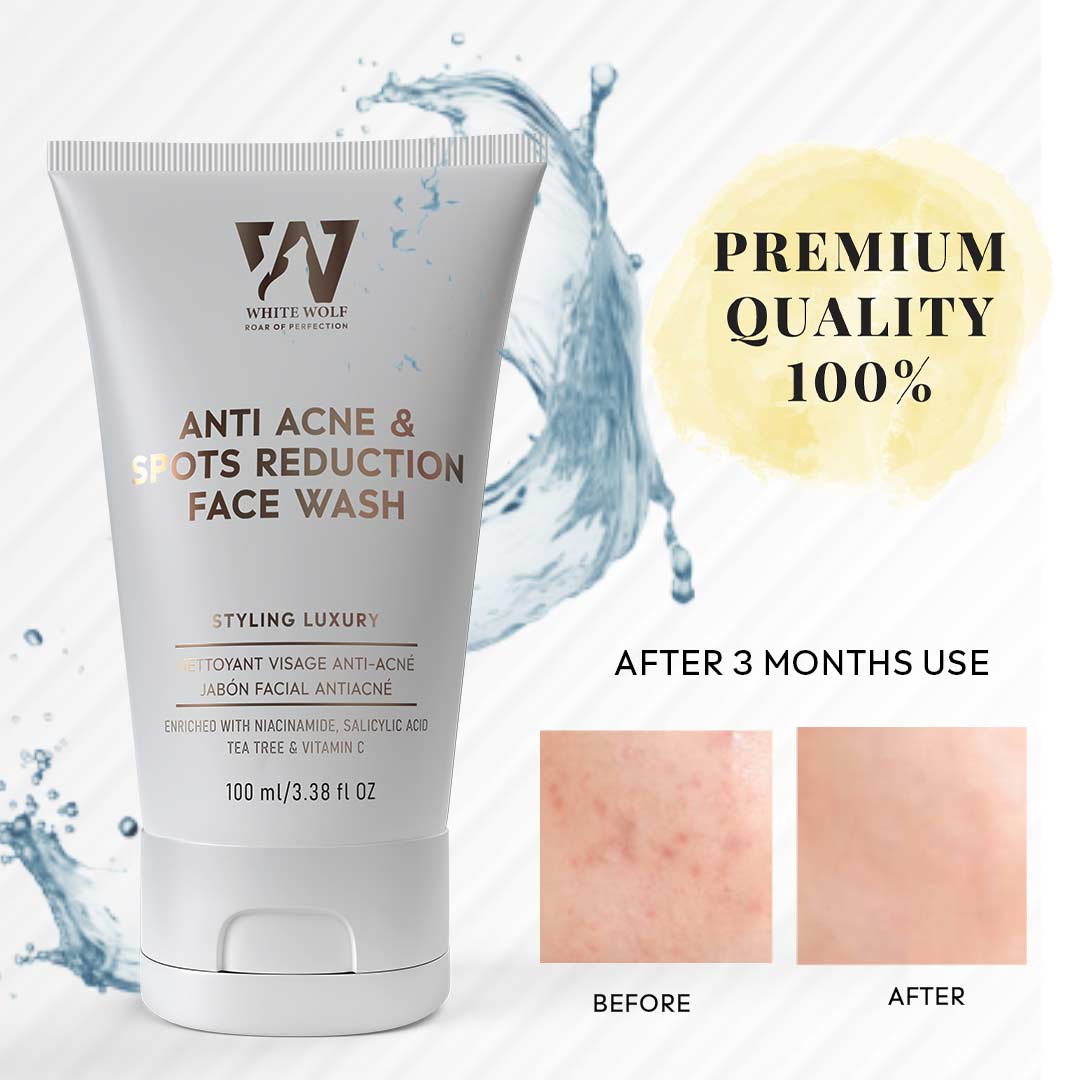 WHITE WOLF
ROAR OF PERFECTION
ANTI ACNE &
SPOTS REDUCTION
FACE WASH
STYLING LUXURY
NETTOYANT VISAGE ANTI-ACNÉ
JABÓN FACIAL ANTIACNÉ
ENRICHED WITH NIACINAMIDE, SALICYLIC ACID
TEA TREE & VITAMIN C
100 ml/3.38 fl OZ
PREMIUM
QUALITY
100%
AFTER 3 MONTHS USE
BEFORE
AFTER